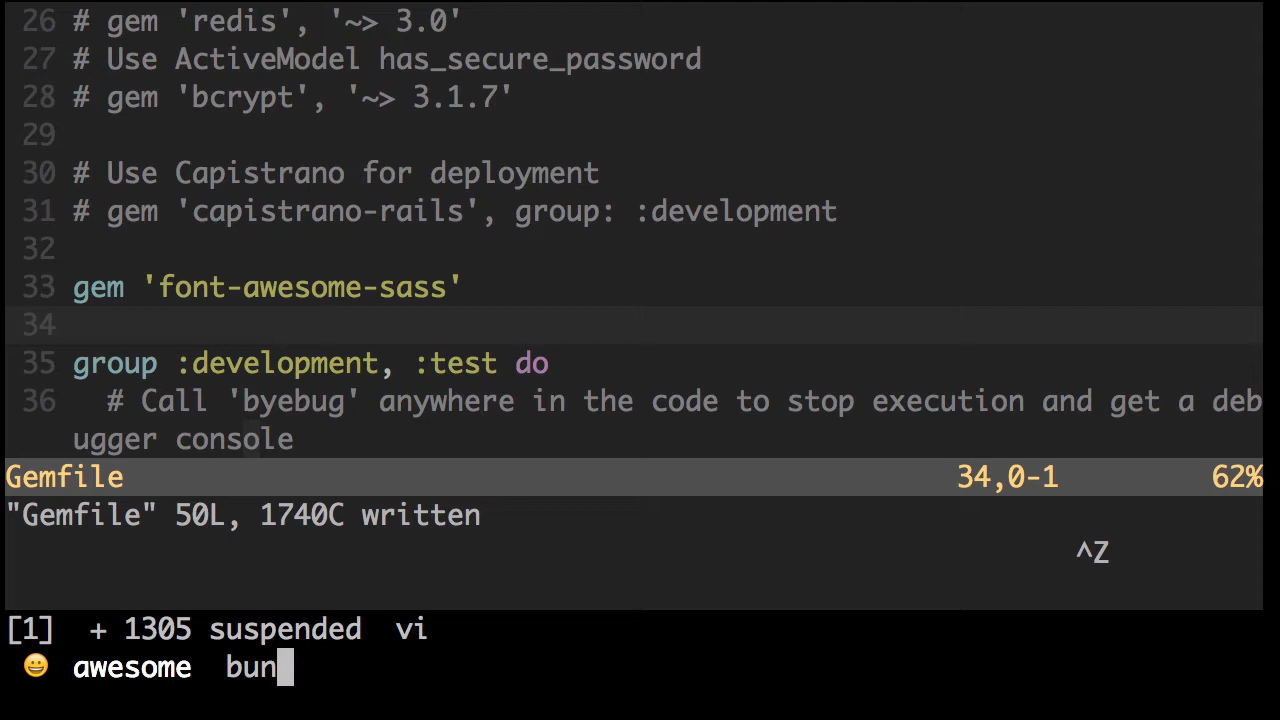 26 # gem 'redis', '~> 3.0'
27 # Use ActiveModel has_secure_password
28 # gem 'bcrypt', '~> 3.1.7'
29
30 # Use Capistrano for deployment
31 # gem 'capistrano-rails', group: :development
32
33 gem 'font-awesome-sass'
34
35 group :development, :test do
36   # Call 'byebug' anywhere in the code to stop execution and get a deb
ugger console
Gemfile 34,0-1 62%
"Gemfile" 50L, 1740C written
^Z
[1]  + 1305 suspended  vi
😀 awesome  bun